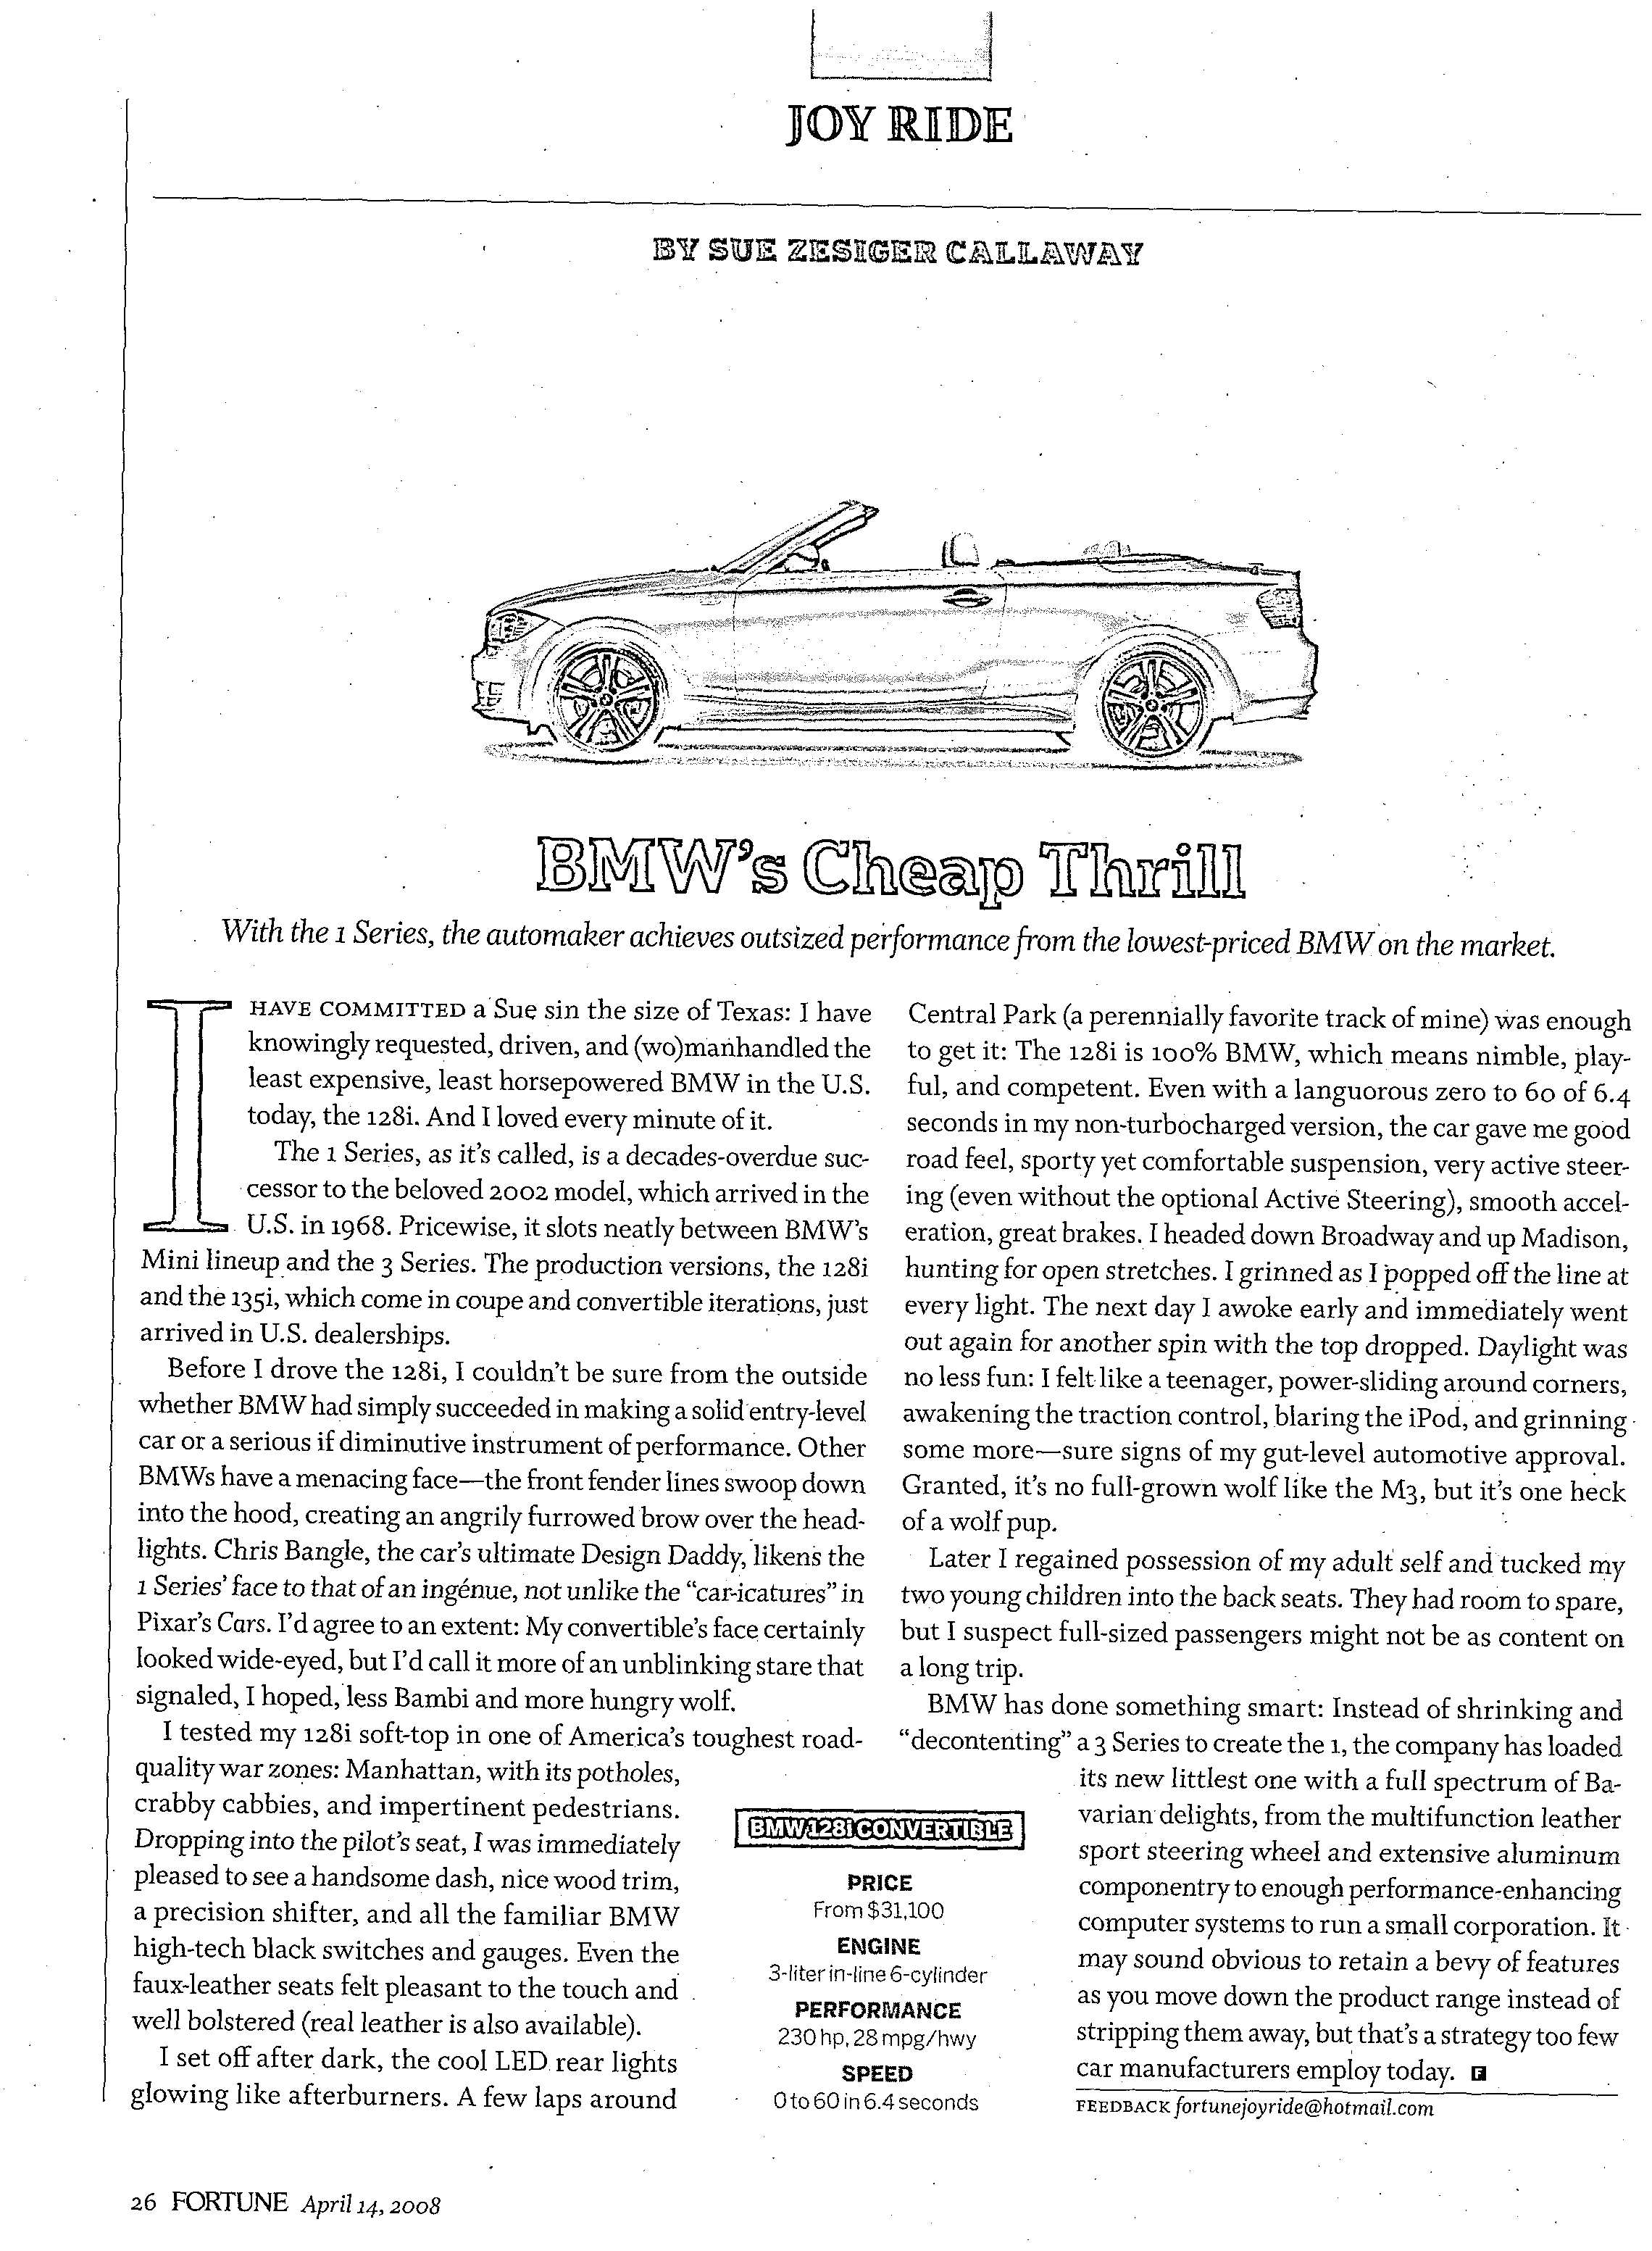 JOY RIDE
BY SUE ZESIGER CALLAWAY
BMW's Cheap Thrill
With the 1 Series, the automaker achieves outsized performance from the lowest-priced BMW on the market.
I HAVE COMMITTED a Sue sin the size of Texas: I have
knowingly requested, driven, and (wo)manhandled the
least expensive, least horsepowered BMW in the U.S.
today, the 128i. And I loved every minute of it.
The 1 Series, as it's called, is a decades-overdue suc-
cessor to the beloved 2002 model, which arrived in the
U.S. in 1968. Pricewise, it slots neatly between BMW's
Mini lineup and the 3 Series. The production versions, the 128i
and the 135i, which come in coupe and convertible iterations, just
arrived in U.S. dealerships.
Before I drove the 128i, I couldn't be sure from the outside
whether BMW had simply succeeded in making a solid entry-level
car or a serious if diminutive instrument of performance. Other
BMWs have a menacing face—the front fender lines swoop down
into the hood, creating an angrily furrowed brow over the head-
lights. Chris Bangle, the car's ultimate Design Daddy, likens the
1 Series' face to that of an ingénue, not unlike the "car-icatures" in
Pixar's Cars. I'd agree to an extent: My convertible's face certainly
looked wide-eyed, but I'd call it more of an unblinking stare that
signaled, I hoped, less Bambi and more hungry wolf.
I tested my 128i soft-top in one of America's toughest road-
quality war zones: Manhattan, with its potholes,
crabby cabbies, and impertinent pedestrians.
Dropping into the pilot's seat, I was immediately
pleased to see a handsome dash, nice wood trim,
a precision shifter, and all the familiar BMW
high-tech black switches and gauges. Even the
faux-leather seats felt pleasant to the touch and
well bolstered (real leather is also available).
I set off after dark, the cool LED rear lights
glowing like afterburners. A few laps around
Central Park (a perennially favorite track of mine) was enough
to get it: The 128i is 100% BMW, which means nimble, play-
ful, and competent. Even with a languorous zero to 60 of 6.4
seconds in my non-turbocharged version, the car gave me good
road feel, sporty yet comfortable suspension, very active steer-
ing (even without the optional Active Steering), smooth accel-
eration, great brakes. I headed down Broadway and up Madison,
hunting for open stretches. I grinned as I popped off the line at
every light. The next day I awoke early and immediately went
out again for another spin with the top dropped. Daylight was
no less fun: I felt like a teenager, power-sliding around corners,
awakening the traction control, blaring the iPod, and grinning
some more—sure signs of my gut-level automotive approval.
Granted, it's no full-grown wolf like the M3, but it's one heck
of a wolf pup.
Later I regained possession of my adult self and tucked my
two young children into the back seats. They had room to spare,
but I suspect full-sized passengers might not be as content on
a long trip.
BMW has done something smart: Instead of shrinking and
"decontenting" a 3 Series to create the 1, the company has loaded
its new littlest one with a full spectrum of Ba-
varian delights, from the multifunction leather
sport steering wheel and extensive aluminum
componentry to enough performance-enhancing
computer systems to run a small corporation. It
may sound obvious to retain a bevy of features
as you move down the product range instead of
stripping them away, but that's a strategy too few
car manufacturers employ today. F
FEEDBACK fortunejoyride@hotmail.com
BMW 128i CONVERTIBLE
PRICE
From $31,100
ENGINE
3-liter in-line 6-cylinder
PERFORMANCE
230 hp, 28 mpg/hwy
SPEED
0 to 60 in 6.4 seconds
26 FORTUNE April 14, 2008